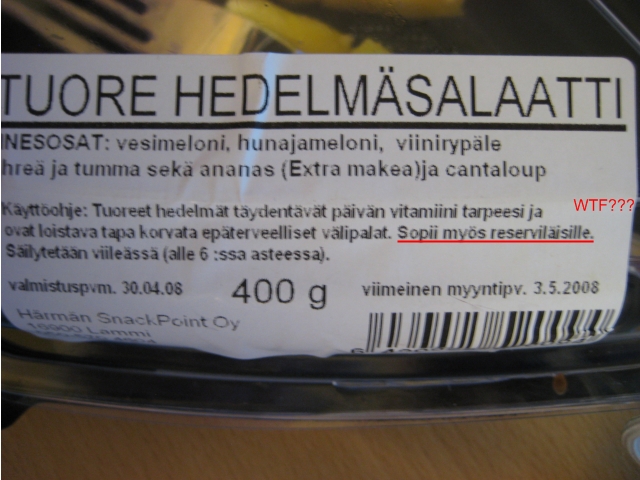 TUORE HEDELMÄSALAATTI
INESOSAT: vesimeloni, hunajameloni, viinirypäle
hreä ja tumma sekä ananas (Extra makea)ja cantaloup
WTF???
Käyttöohje: Tuoreet hedelmät täydentävät päivän vitamiini tarpeesi ja
ovat loistava tapa korvata epäterveelliset välipalat. Sopii myös reserviläisille.
Säilytetään viileässä (alle 6 :ssa asteessa).
valmistuspvm. 30.04.08 400 g viimeinen myyntipv. 3.5.2008
Härmän SnackPoint Oy
16900 Lammi